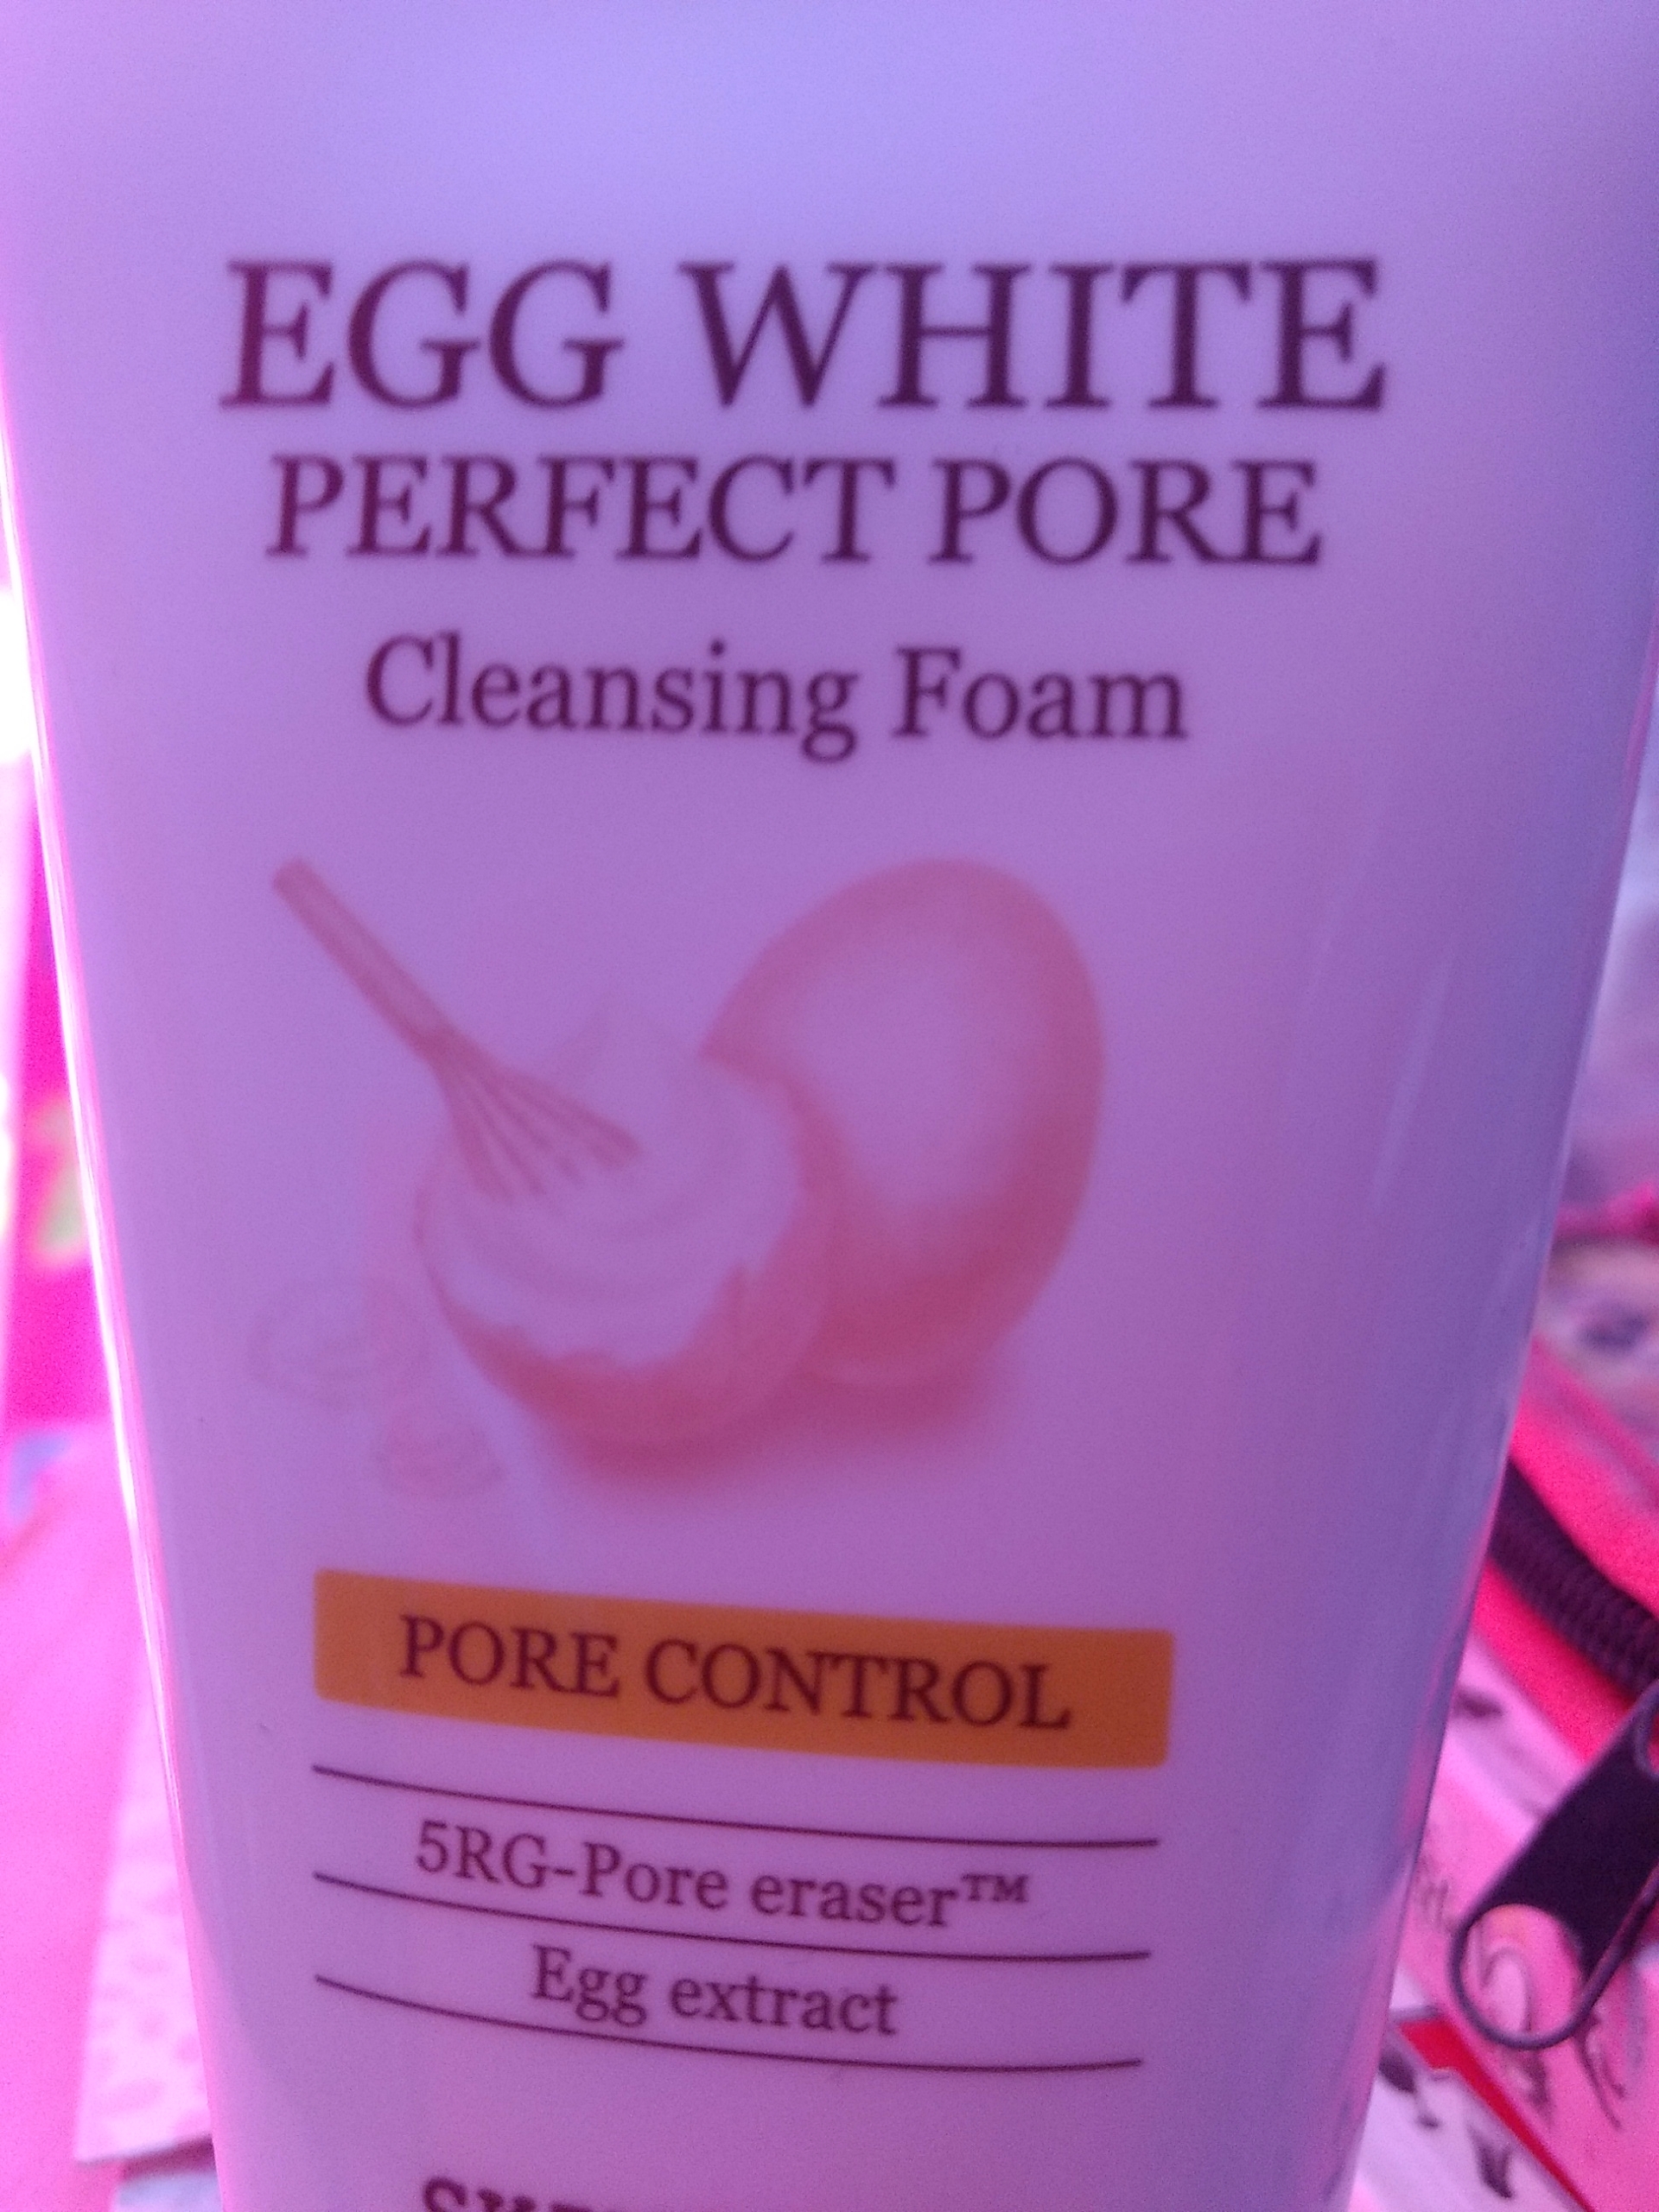 EGG WHITE
PERFECT PORE
Cleansing Foam
PORE CONTROL
5RG-Pore eraser™
Egg extract